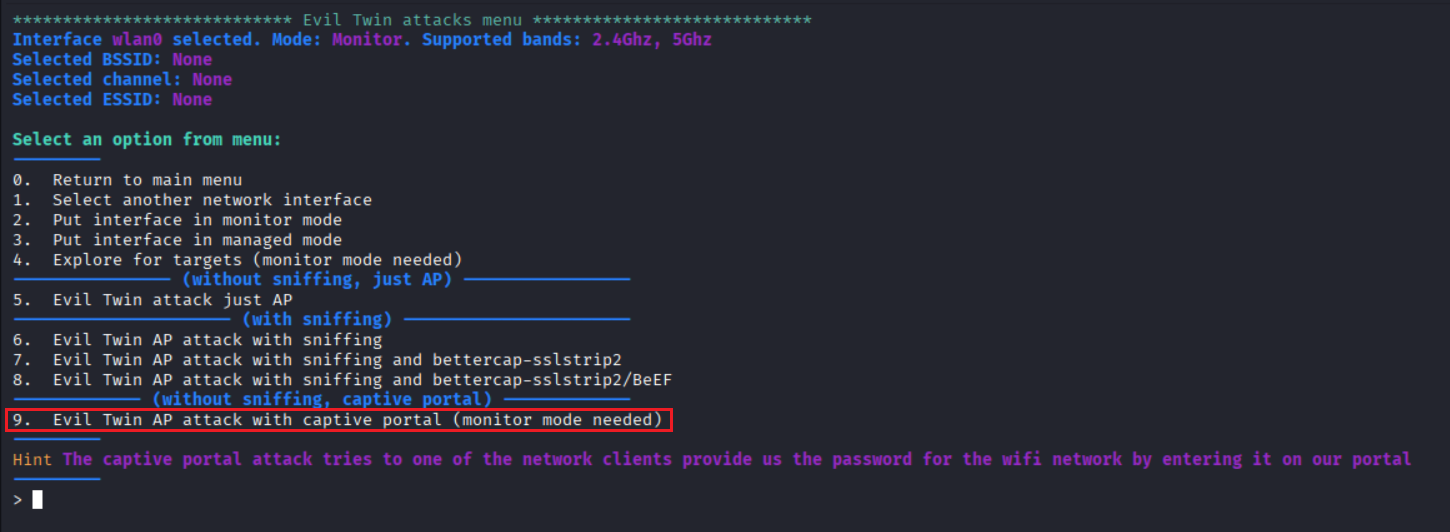 **************************** Evil Twin attacks menu ****************************
Interface wlan0 selected. Mode: Monitor. Supported bands: 2.4Ghz, 5Ghz
Selected BSSID: None
Selected channel: None
Selected ESSID: None
Select an option from menu:
---------
0.  Return to main menu
1.  Select another network interface
2.  Put interface in monitor mode
3.  Put interface in managed mode
4.  Explore for targets (monitor mode needed)
---------------- (without sniffing, just AP) -----------------
5.  Evil Twin attack just AP
---------------------- (with sniffing) -----------------------
6.  Evil Twin AP attack with sniffing
7.  Evil Twin AP attack with sniffing and bettercap-sslstrip2
8.  Evil Twin AP attack with sniffing and bettercap-sslstrip2/BeEF
------------- (without sniffing, captive portal) -------------
9.  Evil Twin AP attack with captive portal (monitor mode needed)
---------
Hint The captive portal attack tries to one of the network clients provide us the password for the wifi network by entering it on our portal
---------
>